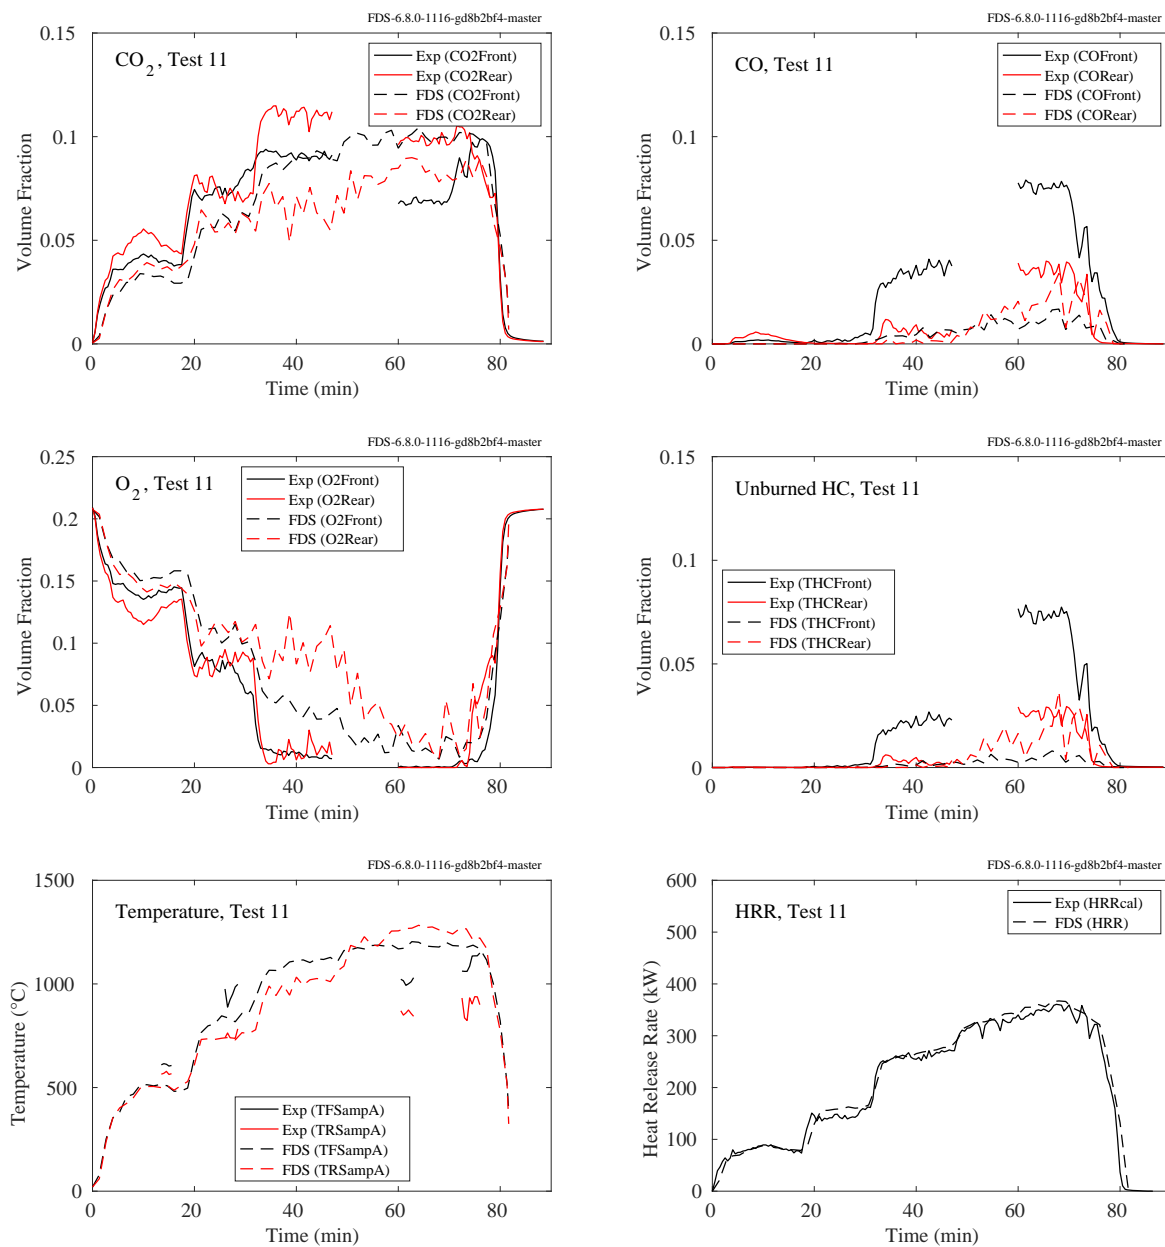 FDS-6.8.0-1116-gd8b2bf4-master
CO2, Test 11
Exp (CO2Front)
Exp (CO2Rear)
FDS (CO2Front)
FDS (CO2Rear)
0.15
0.1
0.05
0
Volume Fraction
0 20 40 60 80
Time (min)
FDS-6.8.0-1116-gd8b2bf4-master
CO, Test 11
Exp (COFront)
Exp (CORear)
FDS (COFront)
FDS (CORear)
0.15
0.1
0.05
0
Volume Fraction
0 20 40 60 80
Time (min)
FDS-6.8.0-1116-gd8b2bf4-master
O2, Test 11
Exp (O2Front)
Exp (O2Rear)
FDS (O2Front)
FDS (O2Rear)
0.25
0.2
0.15
0.1
0.05
0
Volume Fraction
0 20 40 60 80
Time (min)
FDS-6.8.0-1116-gd8b2bf4-master
Unburned HC, Test 11
Exp (THCFront)
Exp (THCRear)
FDS (THCFront)
FDS (THCRear)
0.15
0.1
0.05
0
Volume Fraction
0 20 40 60 80
Time (min)
FDS-6.8.0-1116-gd8b2bf4-master
Temperature, Test 11
Exp (TFSampA)
Exp (TRSampA)
FDS (TFSampA)
FDS (TRSampA)
1500
1000
500
0
Temperature (°C)
0 20 40 60 80
Time (min)
FDS-6.8.0-1116-gd8b2bf4-master
HRR, Test 11
Exp (HRRcal)
FDS (HRR)
600
500
400
300
200
100
0
Heat Release Rate (kW)
0 20 40 60 80
Time (min)